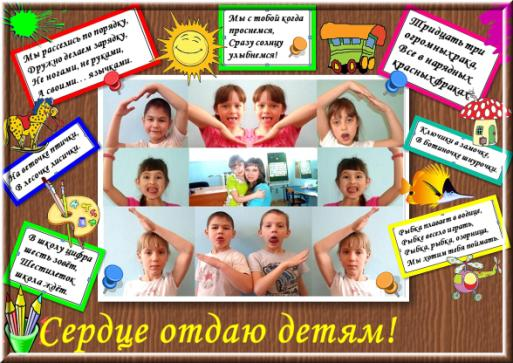 Мы расселись по порядку,
Дружно делаем зарядку.
Не ногами, не руками,
А своими... язычками.
Мы с тобой когда
проснемся,
Сразу солнцу
улыбнемся!
Тридцать три
огромных рака,
Все в нарядных
красных фраках
На веточке птички,
В лесочке лисички.
Ключики в замочке,
В ботиночке шнурочки.
В школу цифра
шесть зовёт,
Шестилеток
школа ждёт.
Рыбка плавает в водице,
Рыбке весело играть,
Рыбка, рыбка, озорница,
Мы хотим тебя поймать.
Сердце отдаю детям!